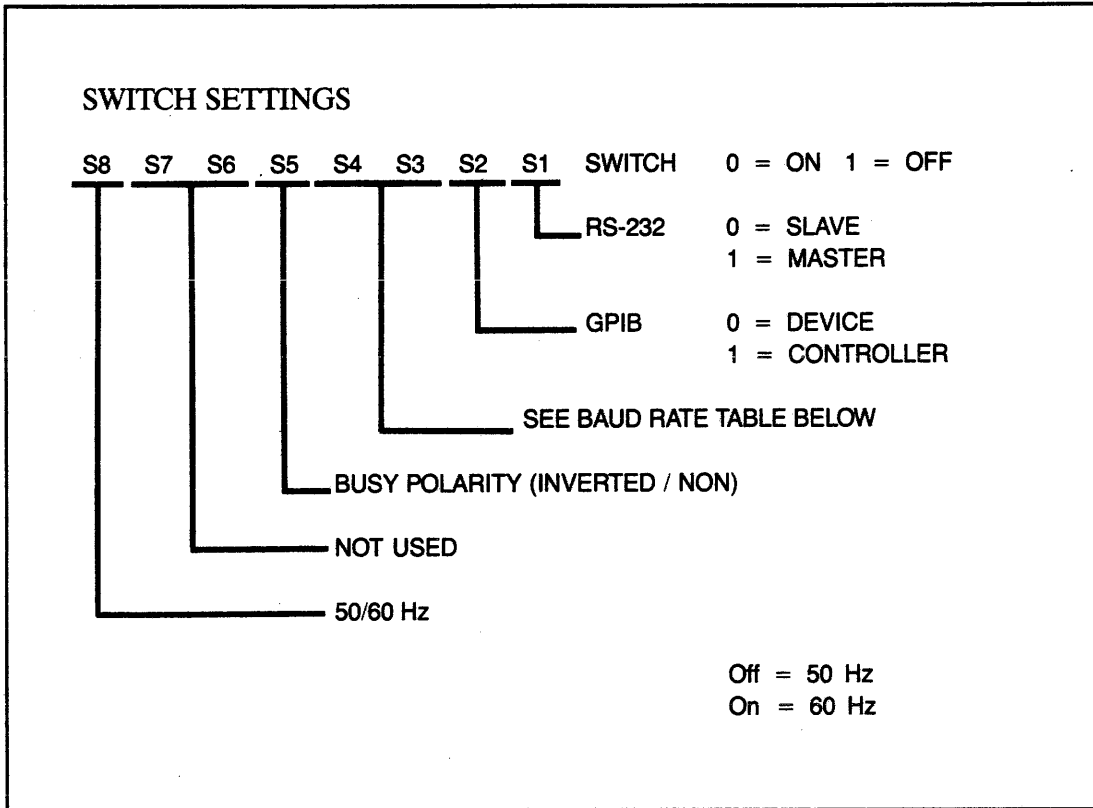 SWITCH SETTINGS
S8 S7 S6 S5 S4 S3 S2 S1 SWITCH 0 = ON 1 = OFF
RS-232 0 = SLAVE
1 = MASTER
GPIB 0 = DEVICE
1 = CONTROLLER
SEE BAUD RATE TABLE BELOW
BUSY POLARITY (INVERTED / NON)
NOT USED
50/60 Hz
Off = 50 Hz
On = 60 Hz